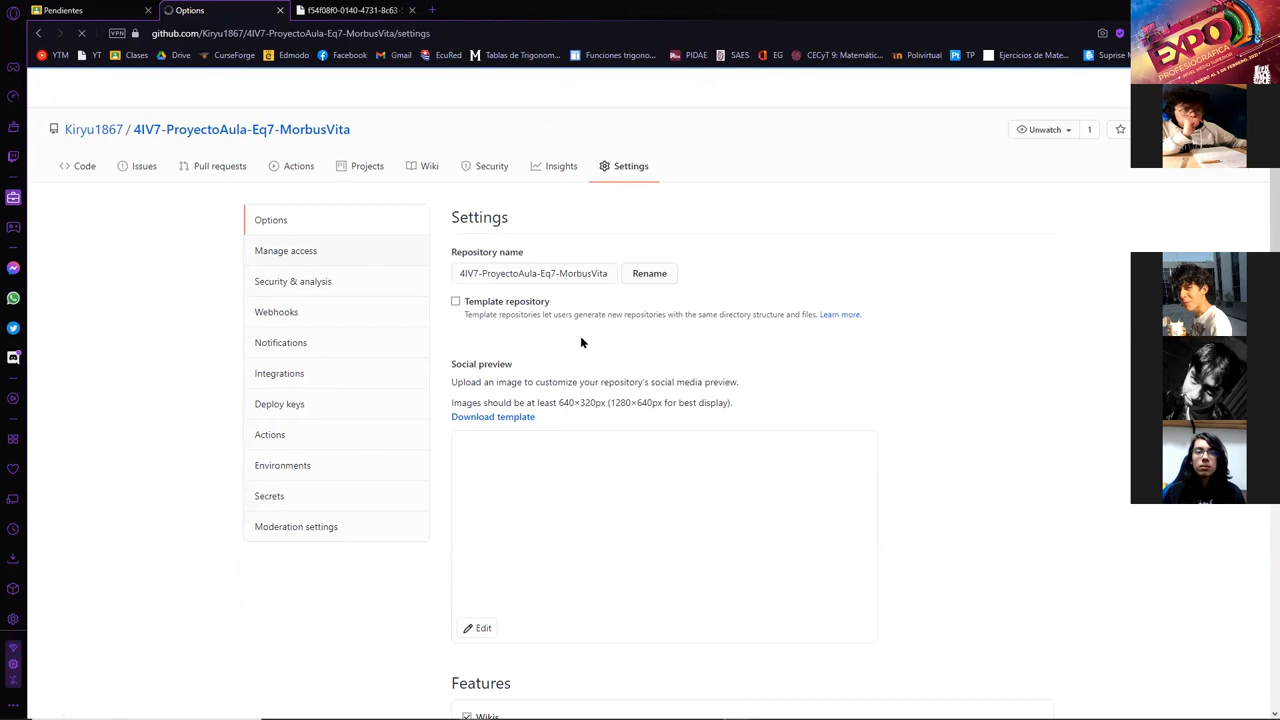 Pendientes
Options
f54f08f0-0140-4731-8c63-
VPN
github.com/Kiryu1867/4IV7-ProyectoAula-Eq7-MorbusVita/settings
YTM
YT
Clases
Drive
CurseForge
Edmodo
Facebook
Gmail
EcuRed
Tablas de Trigonom...
Funciones trigono...
PIDAE
SAES
EG
CECyT 9: Matemátic...
Polivirtual
TP
Ejercicios de Mate...
Suprise M
EXPO
PROFESIOGRÁFICA
Kiryu1867 / 4IV7-ProyectoAula-Eq7-MorbusVita
Unwatch
1
Code
Issues
Pull requests
Actions
Projects
Wiki
Security
Insights
Settings
Options
Manage access
Security & analysis
Webhooks
Notifications
Integrations
Deploy keys
Actions
Environments
Secrets
Moderation settings
Settings
Repository name
4IV7-ProyectoAula-Eq7-MorbusVita
Rename
Template repository
Template repositories let users generate new repositories with the same directory structure and files. Learn more.
Social preview
Upload an image to customize your repository's social media preview.
Images should be at least 640×320px (1280×640px for best display).
Download template
Edit
Features
Wikis